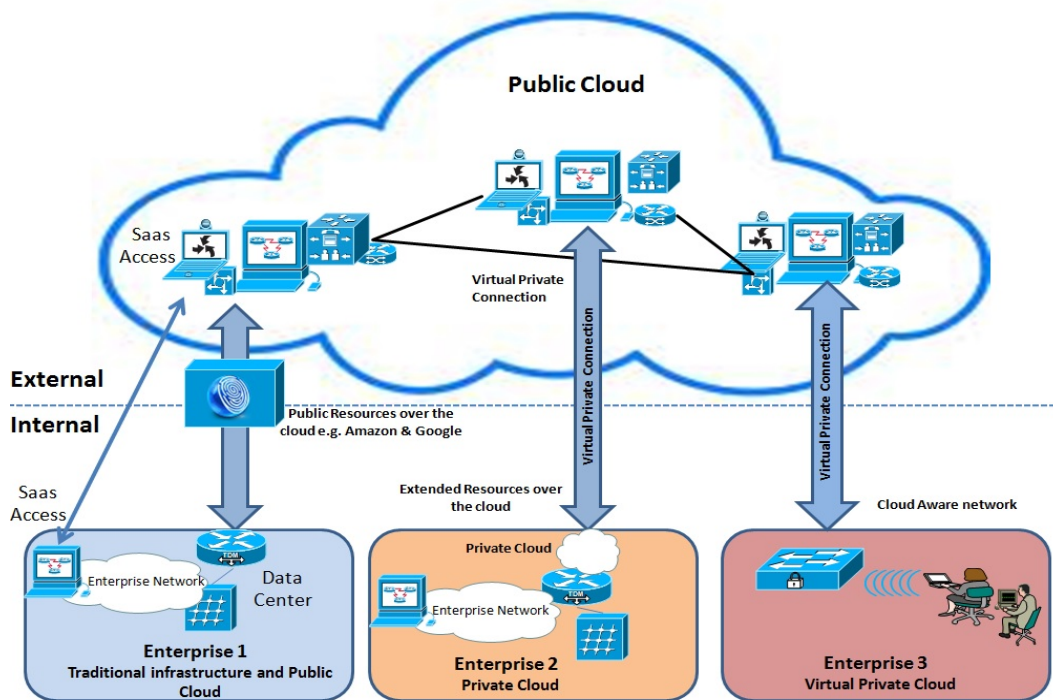 Public Cloud
Saas
Access
Virtual Private
Connection
Virtual Private Connection
Virtual Private Connection
External
Internal
Public Resources over the
cloud e.g. Amazon & Google
Saas
Access
Extended Resources over
the cloud
Cloud Aware network
TDM
Enterprise Network
Data
Center
Enterprise 1
Traditional infrastructure and Public
Cloud
Private Cloud
TDM
Enterprise Network
Enterprise 2
Private Cloud
Enterprise 3
Virtual Private Cloud